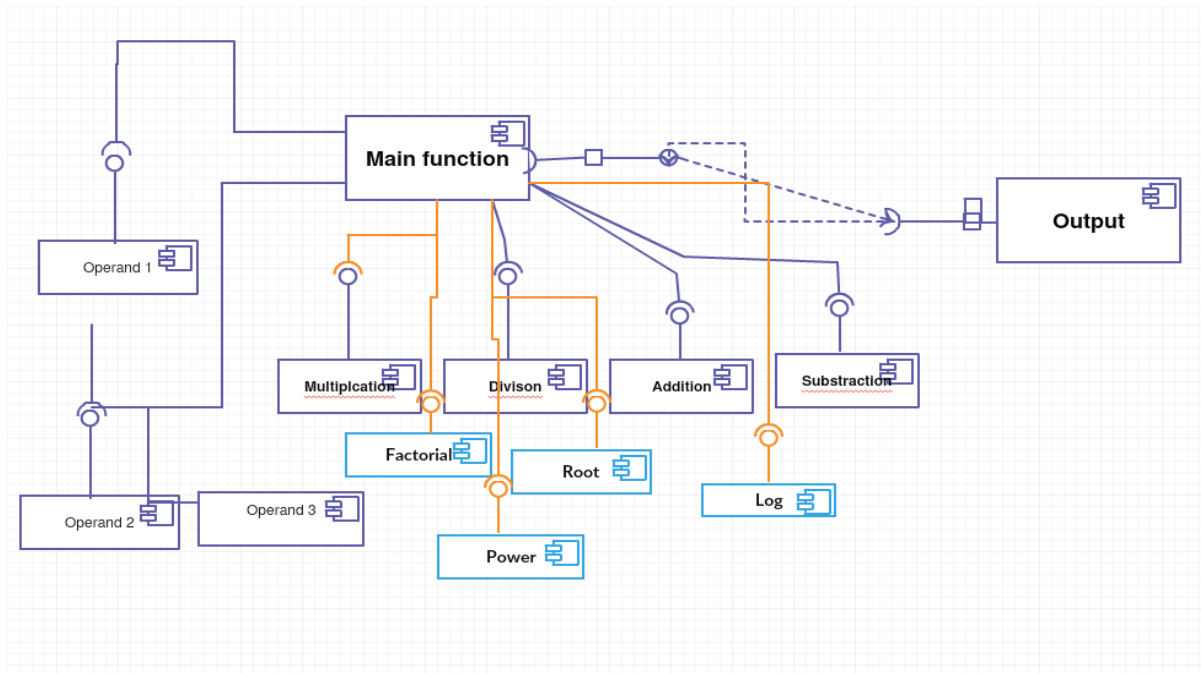 Main function
Output
Operand 1
Multiplcation
Divison
Addition
Substraction
Factorial
Root
Log
Operand 2
Operand 3
Power